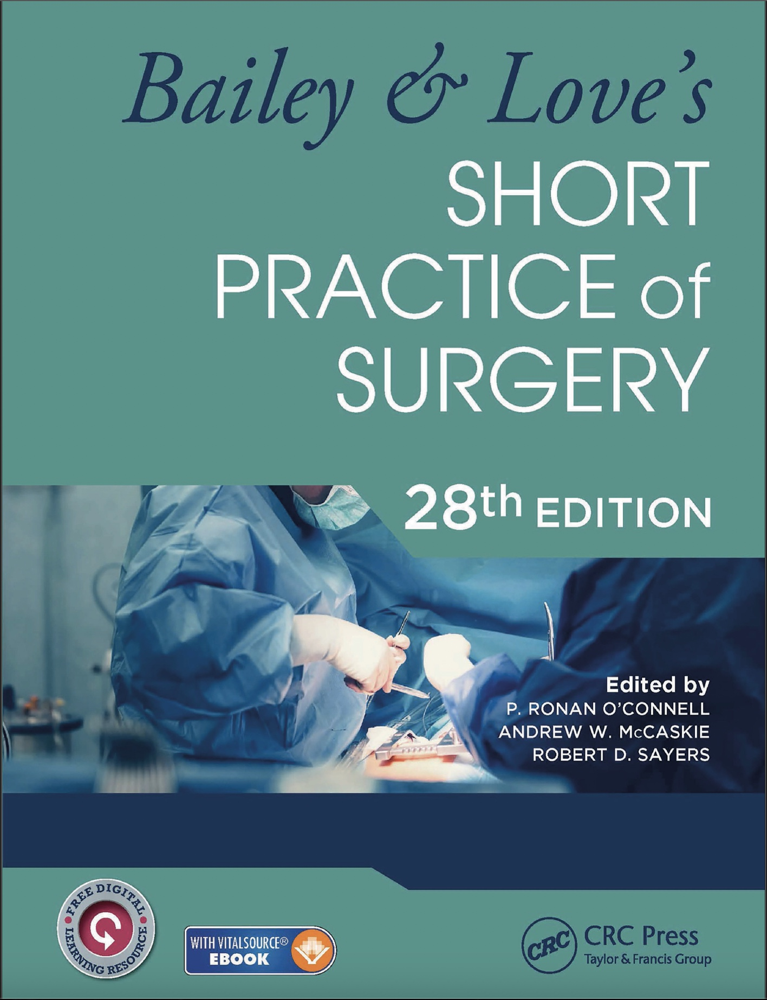 Bailey & Love's
SHORT
PRACTICE of
SURGERY
28th EDITION
Edited by
P. RONAN O'CONNELL
ANDREW W. McCASKIE
ROBERT D. SAYERS
FREE DIGITAL
LEARNING RESOURCE
WITH VITALSOURCE®
EBOOK
CRC
CRC Press
Taylor & Francis Group